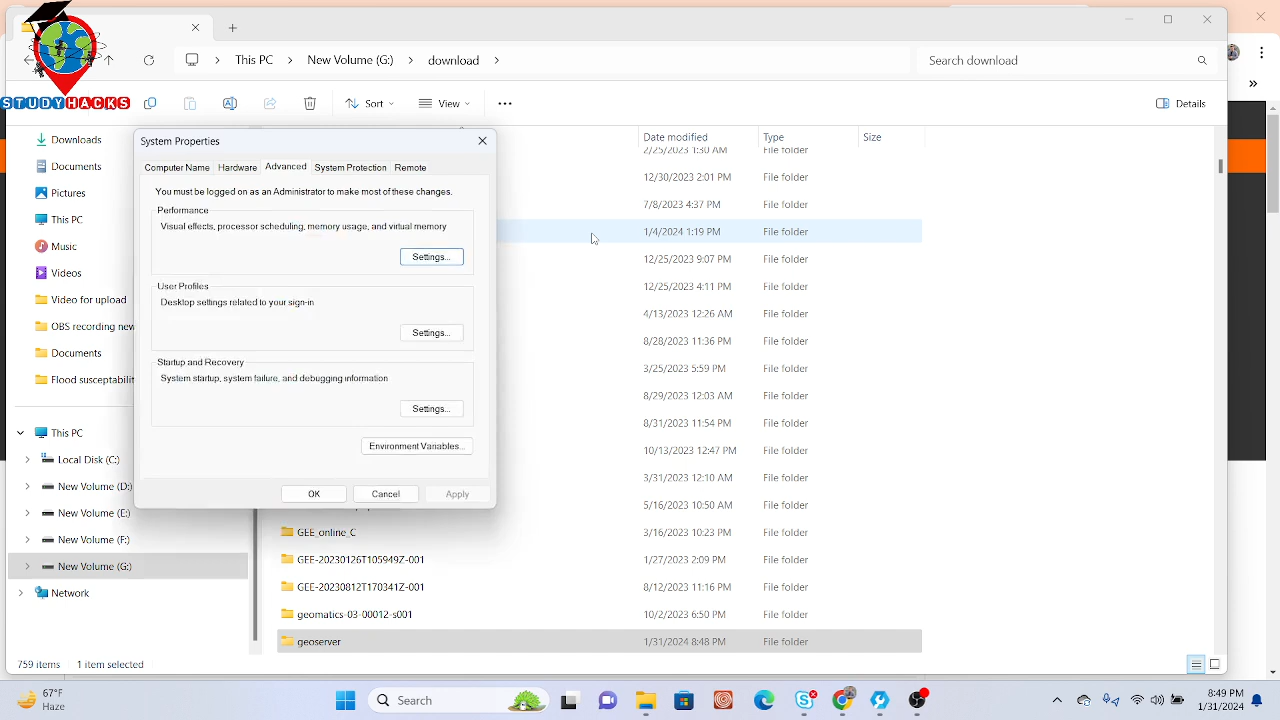 STUDYHACKS
This PC > New Volume (G:) > download >
Search download
Sort
View
Details
Downloads
Documents
Pictures
This PC
Music
Videos
Video for upload
OBS recording new
Documents
Flood susceptabilit
This PC
Local Disk (C:)
New Volume (D:)
New Volume (E:)
New Volume (F:)
New Volume (G:)
Network
System Properties
Computer Name
Hardware
Advanced
System Protection
Remote
You must be logged on as an Administrator to make most of these changes.
Performance
Visual effects, processor scheduling, memory usage, and virtual memory
Settings...
User Profiles
Desktop settings related to your sign-in
Settings...
Startup and Recovery
System startup, system failure, and debugging information
Settings...
Environment Variables...
OK
Cancel
Apply
Date modified
Type
Size
2/25/2023 1:30 AM File folder
12/30/2023 2:01 PM File folder
7/8/2023 4:37 PM File folder
1/4/2024 1:19 PM File folder
12/25/2023 9:07 PM File folder
12/25/2023 4:11 PM File folder
4/13/2023 12:26 AM File folder
8/28/2023 11:36 PM File folder
3/25/2023 5:59 PM File folder
8/29/2023 12:03 AM File folder
8/31/2023 11:54 PM File folder
10/13/2023 12:47 PM File folder
3/31/2023 12:10 AM File folder
5/16/2023 10:50 AM File folder
GEE_online_C 3/16/2023 10:23 PM File folder
GEE-20230126T105949Z-001 1/27/2023 2:09 PM File folder
GEE-20230812T170341Z-001 8/12/2023 11:16 PM File folder
geomatics-03-00012-s001 10/2/2023 6:50 PM File folder
geoserver 1/31/2024 8:48 PM File folder
759 items
1 item selected
67°F
Haze
Search
8:49 PM
1/31/2024